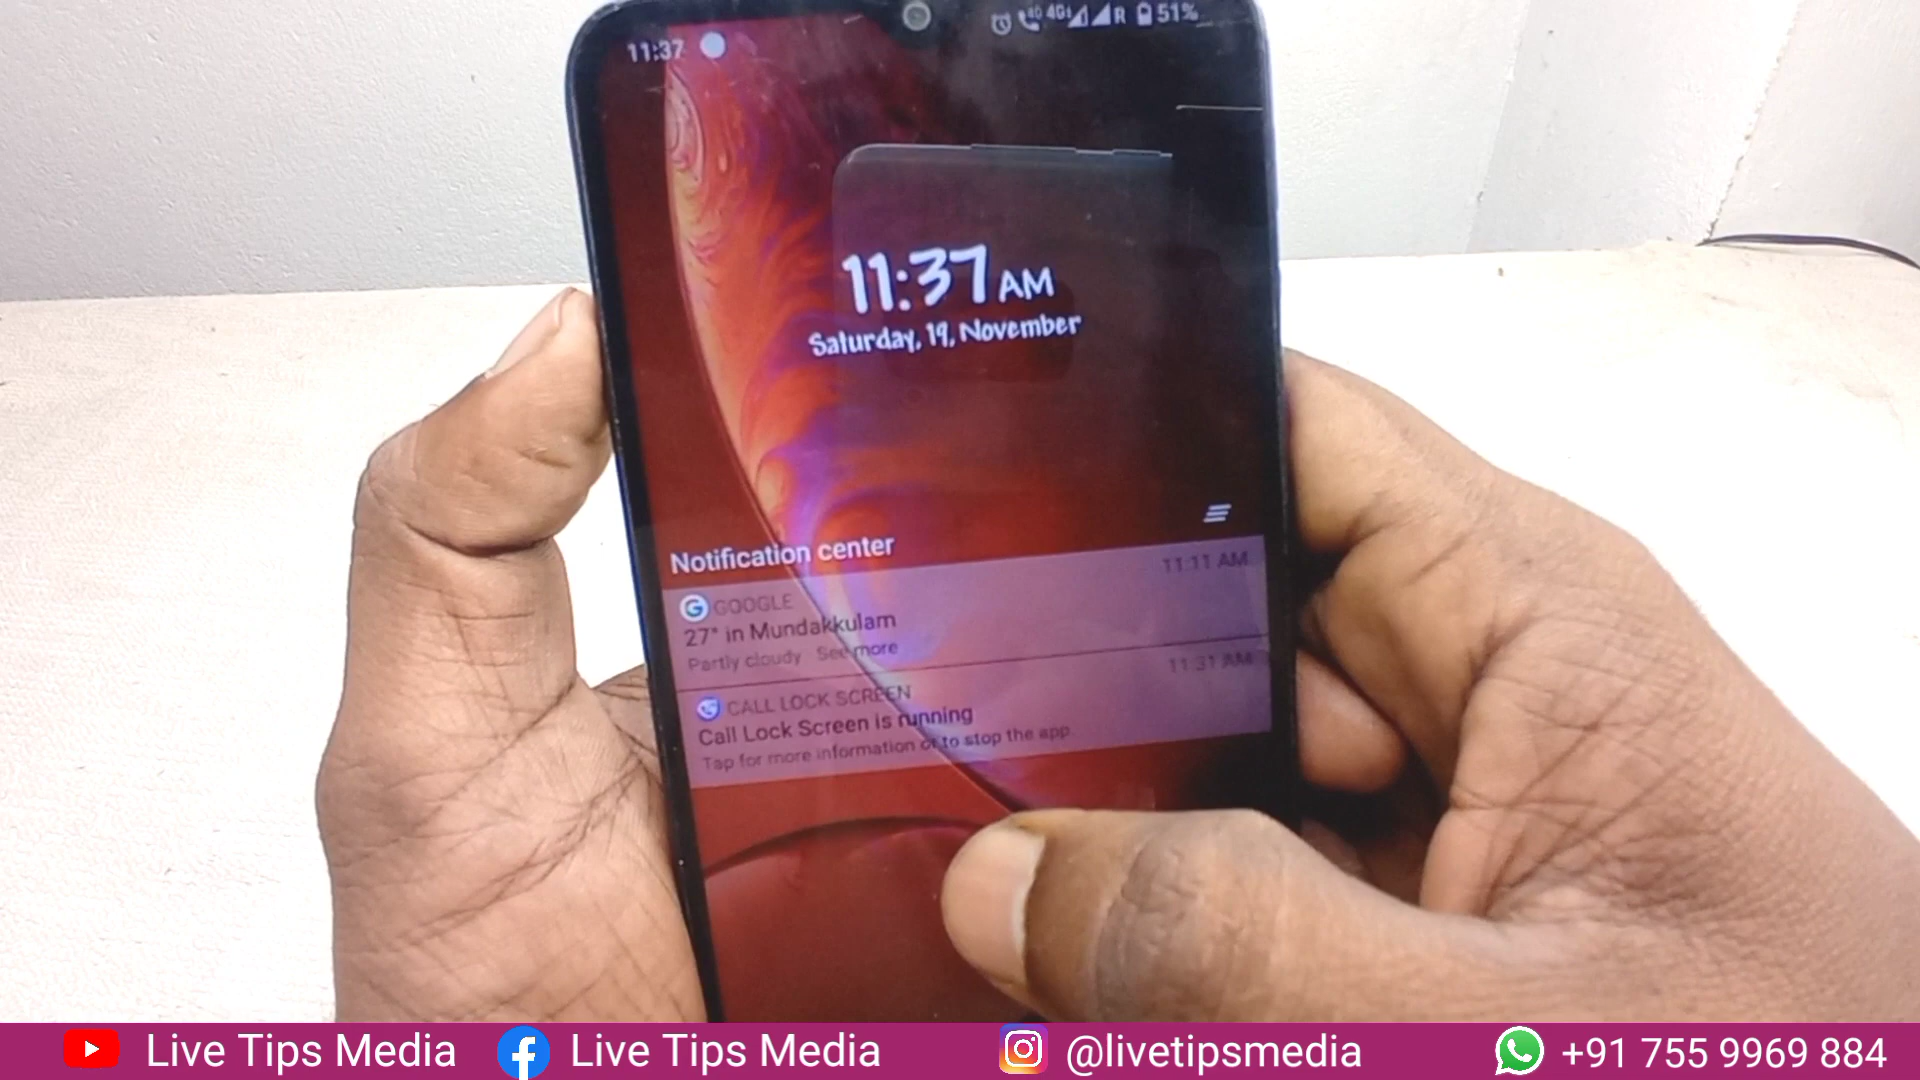 11:37
4G 4G R 51%
11:37 AM
Saturday, 19, November
Notification center
11:11 AM
GOOGLE
27° in Mundakkulam
Partly cloudy See more
11:31 AM
CALL LOCK SCREEN
Call Lock Screen is running
Tap for more information or to stop the app.
Live Tips Media Live Tips Media @livetipsmedia +91 755 9969 884